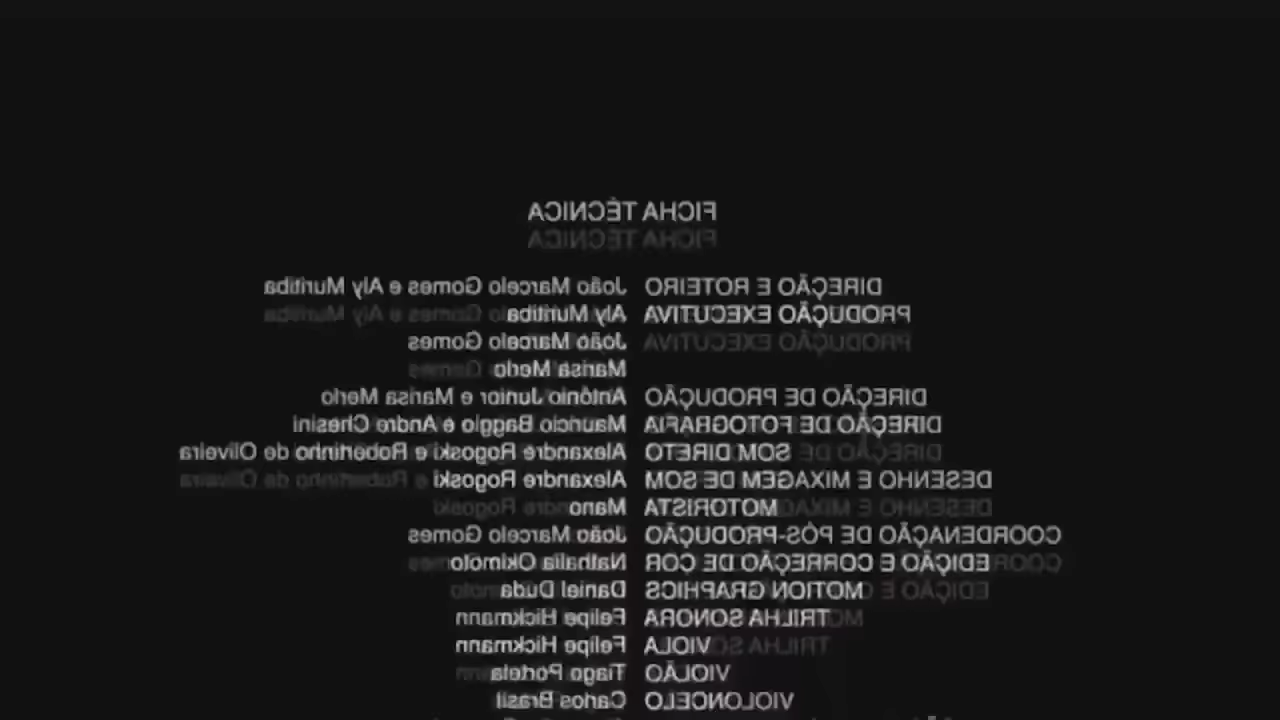 FICHA TÉCNICA
DIREÇÃO E ROTEIRO João Marcelo Gomes e Aly Muritiba
PRODUÇÃO EXECUTIVA Aly Muritiba
João Marcelo Gomes
Marisa Merlo
DIREÇÃO DE PRODUÇÃO Antônio Junior e Marisa Merlo
DIREÇÃO DE FOTOGRAFIA Maurício Baggio e Andre Chesini
SOM DIRETO Alexandre Rogoski e Robertinho de Oliveira
DESENHO E MIXAGEM DE SOM Alexandre Rogoski
MOTORISTA Mano
COORDENAÇÃO DE PÓS-PRODUÇÃO João Marcelo Gomes
EDIÇÃO E CORREÇÃO DE COR Nathalia Okimoto
MOTION GRAPHICS Daniel Duda
TRILHA SONORA Felipe Hickmann
VIOLA Felipe Hickmann
VIOLÃO Tiago Portela
VIOLONCELO Carlos Brasil